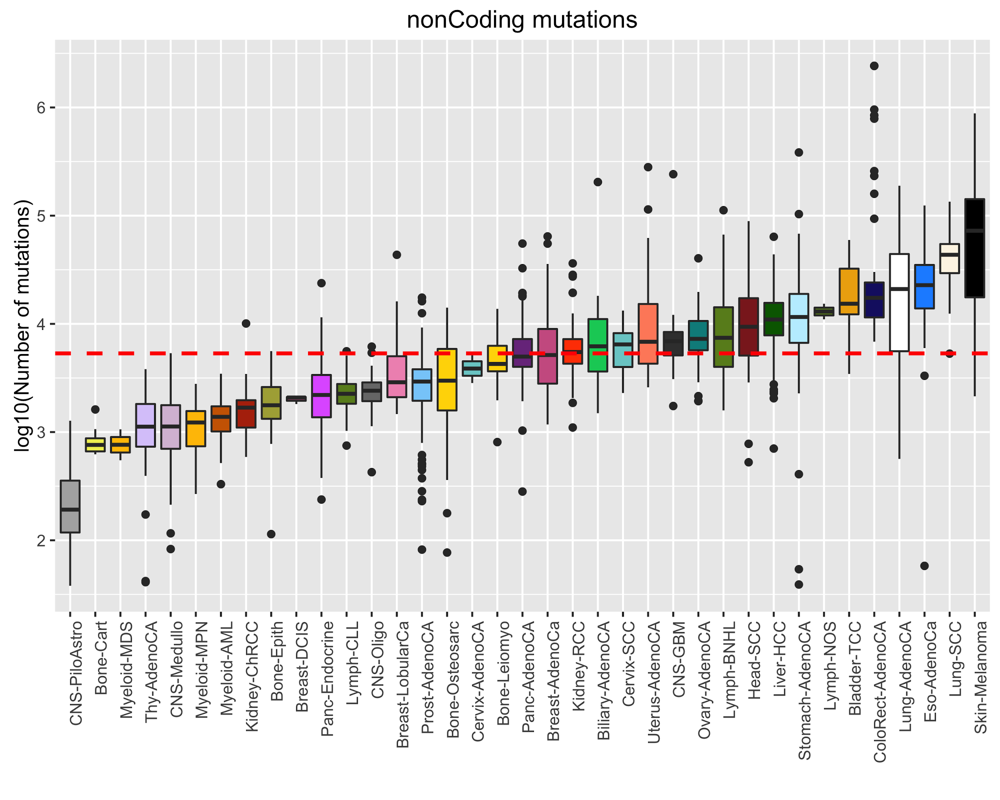 nonCoding mutations
log10(Number of mutations)
6
5
4
3
2
CNS-PiloAstro
Bone-Cart
Myeloid-MDS
Thy-AdenoCA
CNS-Medullo
Myeloid-MPN
Myeloid-AML
Kidney-ChRCC
Bone-Epith
Breast-DCIS
Panc-Endocrine
Lymph-CLL
CNS-Oligo
Breast-LobularCa
Prost-AdenoCA
Bone-Osteosarc
Cervix-AdenoCA
Bone-Leiomyo
Panc-AdenoCA
Breast-AdenoCa
Kidney-RCC
Biliary-AdenoCA
Cervix-SCC
Uterus-AdenoCA
CNS-GBM
Ovary-AdenoCA
Lymph-BNHL
Head-SCC
Liver-HCC
Stomach-AdenoCA
Lymph-NOS
Bladder-TCC
ColoRect-AdenoCA
Lung-AdenoCA
Eso-AdenoCa
Lung-SCC
Skin-Melanoma